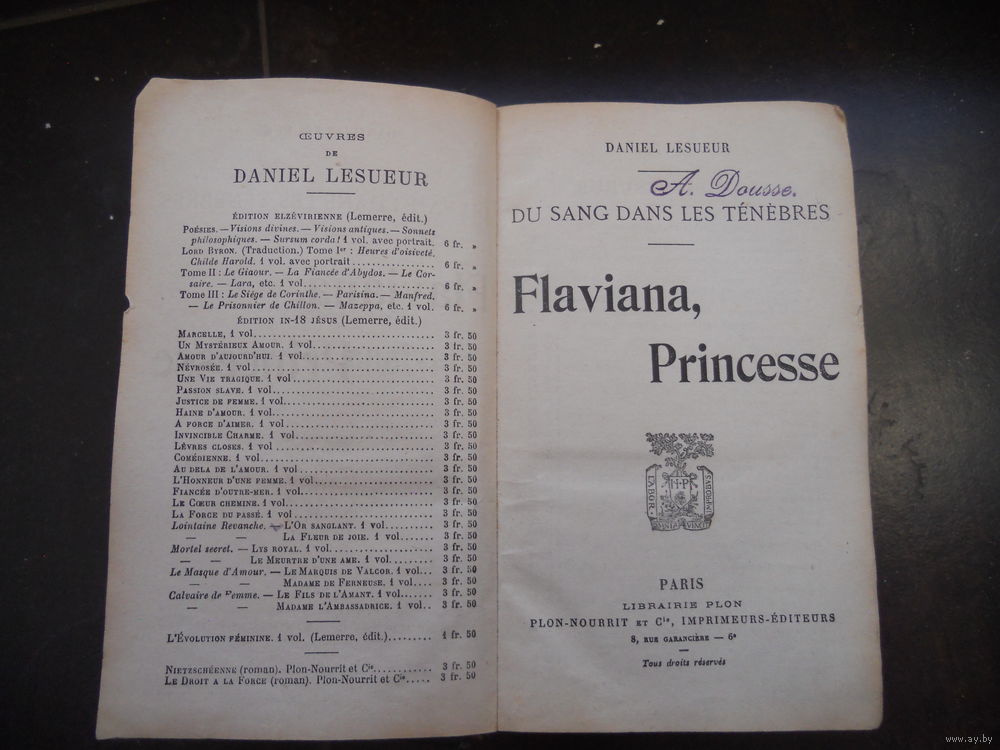 ŒUVRES
DE
DANIEL LESUEUR
ÉDITION ELZÉVIRIENNE (Lemerre, édit.)
POÉSIES. — Visions divines. — Visions antiques. — Sonnets
philosophiques. — Sursum corda! 1 vol. avec portrait. 6 fr. »
LORD BYRON. (Traduction.) Tome Ier : Heures d'oisiveté.
Childe Harold. 1 vol. avec portrait.................. 6 fr. »
Tome II : Le Giaour. — La Fiancée d'Abydos. — Le Cor-
saire. — Lara, etc. 1 vol............................ 6 fr. »
Tome III : Le Siège de Corinthe. — Parisina. — Manfred.
— Le Prisonnier de Chillon. — Mazeppa, etc. 1 vol. 6 fr. »
ÉDITION IN-18 JÉSUS (Lemerre, édit.)
MARCELLE, 1 vol................................ 3 fr. 50
UN MYSTÉRIEUX AMOUR. 1 vol..................... 3 fr. 50
AMOUR D'AUJOURD'HUI. 1 vol..................... 3 fr. 50
NÉVROSÉE. 1 vol................................ 3 fr. 50
UNE VIE TRAGIQUE. 1 vol........................ 3 fr. 50
PASSION SLAVE. 1 vol........................... 3 fr. 50
JUSTICE DE FEMME. 1 vol........................ 3 fr. 50
HAINE D'AMOUR. 1 vol........................... 3 fr. 50
A FORCE D'AIMER. 1 vol......................... 3 fr. 50
INVINCIBLE CHARME. 1 vol....................... 3 fr. 50
LÈVRES CLOSES. 1 vol........................... 3 fr. 50
COMÉDIENNE. 1 vol.............................. 3 fr. 50
AU DELA DE L'AMOUR. 1 vol...................... 3 fr. 50
L'HONNEUR D'UNE FEMME. 1 vol................... 3 fr. 50
FIANCÉE D'OUTRE-MER. 1 vol..................... 3 fr. 50
LE CŒUR CHEMINE. 1 vol......................... 3 fr. 50
LA FORCE DU PASSÉ. 1 vol....................... 3 fr. 50
Lointaine Revanche. — L'OR SANGLANT. 1 vol......... 3 fr. 50
— — LA FLEUR DE JOIE. 1 vol....... 3 fr. 50
Mortel secret. — LYS ROYAL. 1 vol.................. 3 fr. 50
— — LE MEURTRE D'UNE AME. 1 vol....... 3 fr. 50
Le Masque d'Amour. — LE MARQUIS DE VALCOR. 1 vol... 3 fr. 50
— — MADAME DE FERNEUSE. 1 vol.... 3 fr. 50
Calvaire de Femme. — LE FILS DE L'AMANT. 1 vol....... 3 fr. 50
— — MADAME L'AMBASSADRICE. 1 vol.. 3 fr. 50
L'ÉVOLUTION FÉMININE. 1 vol. (Lemerre, édit.)......... 1 fr. 50
NIETZSCHÉENNE (roman). Plon-Nourrit et Cie............ 3 fr. 50
LE DROIT A LA FORCE (roman). Plon-Nourrit et Cie..... 3 fr. 50
DANIEL LESUEUR
A. Dousse.
DU SANG DANS LES TÉNÈBRES
Flaviana,
Princesse
H·P
LABOR OMNIA VINCIT IMPROBUS
PARIS
LIBRAIRIE PLON
PLON-NOURRIT ET Cie, IMPRIMEURS-ÉDITEURS
8, RUE GARANCIÈRE — 6e
Tous droits réservés
www.ay.by